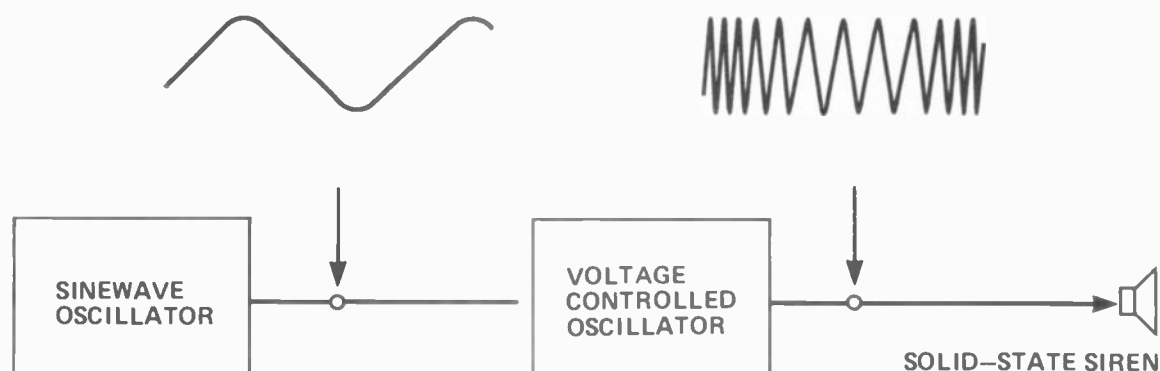 SINEWAVE
OSCILLATOR
VOLTAGE
CONTROLLED
OSCILLATOR
SOLID–STATE SIREN